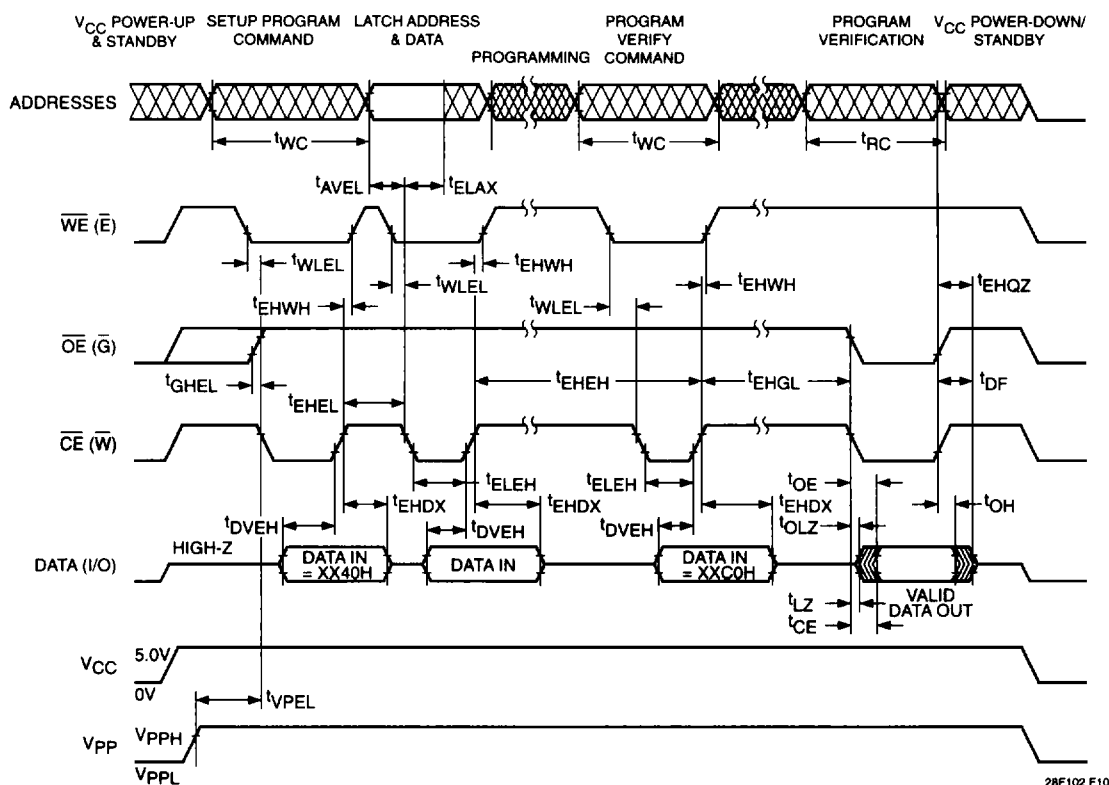 VCC POWER-UP & STANDBY
SETUP PROGRAM COMMAND
LATCH ADDRESS & DATA
PROGRAMMING
PROGRAM VERIFY COMMAND
PROGRAM VERIFICATION
VCC POWER-DOWN/ STANDBY
ADDRESSES
tWC
tWC
tRC
tAVEL
tELAX
WE (E)
tWLEL
tEHWH
tWLEL
tEHWH
tWLEL
tEHWH
tEHQZ
OE (G)
tGHEL
tEHEL
tEHEH
tEHGL
tDF
CE (W)
tELEH
tELEH
tOE
tDVEH
tEHDX
tDVEH
tEHDX
tDVEH
tEHDX
tOLZ
tOH
DATA (I/O)
HIGH-Z
DATA IN = XX40H
DATA IN
DATA IN = XXC0H
VALID DATA OUT
tLZ
tCE
VCC
5.0V
0V
tVPEL
VPP
VPPH
VPPL
28F102 F10